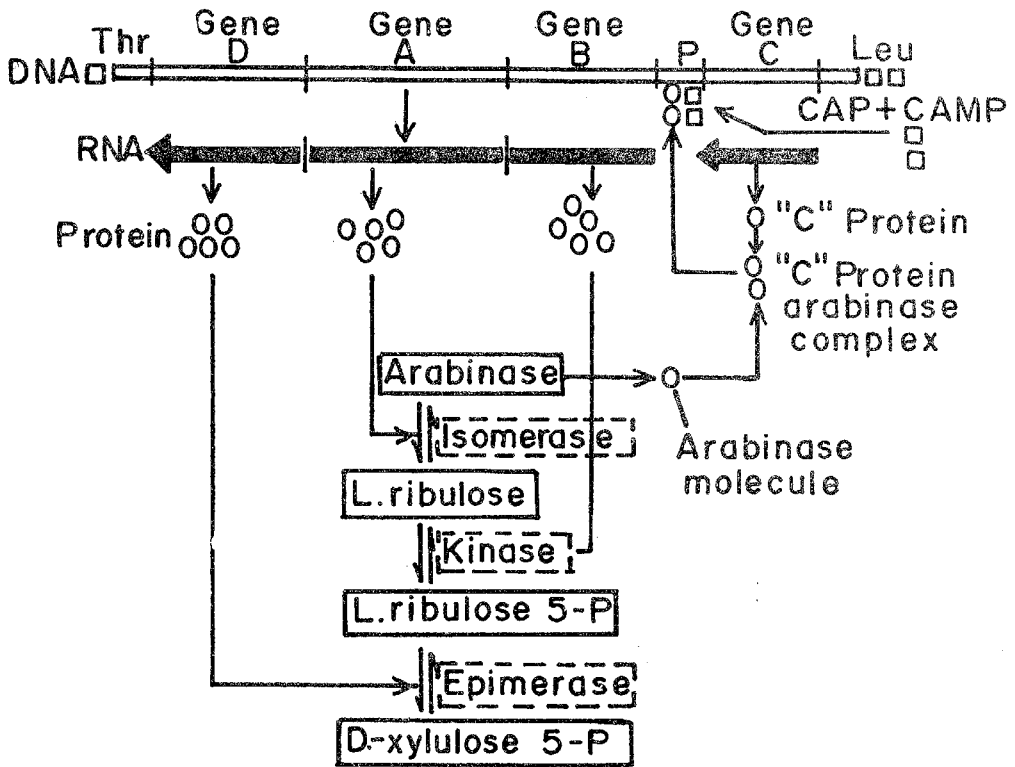 Thr
Gene
D
Gene
A
Gene
B
P
Gene
C
Leu
DNA
CAP+CAMP
RNA
Protein
"C" Protein
"C" Protein
arabinase
complex
Arabinase
Isomerasie
Arabinase
molecule
L.ribulose
Kinase
L.ribulose 5-P
Epimerase
D-xylulose 5-P